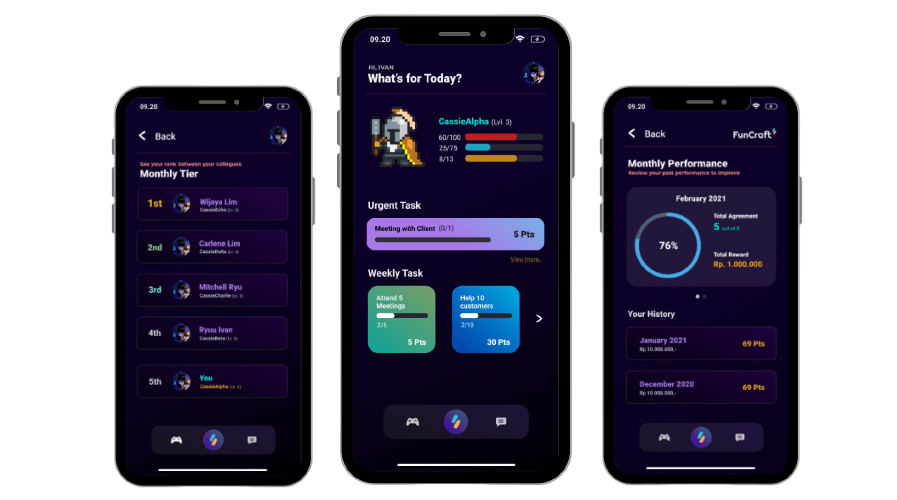 09.20
Back
See your rank between your collegues
Monthly Tier
1st
Wijaya Lim
2nd
Carlene Lim
CassieDelta (Lv. 5)
3rd
Mitchell Ryu
CassieCharlie (Lv. 3)
4th
Ryuu Ivan
CassieBeta (Lv. 5)
5th
You
CassieAlpha (Lv. 3)
09.20
HI, IVAN
What's for Today?
CassieAlpha (Lvl. 3)
60/100
25/75
8/13
Urgent Task
Meeting with Client (0/1)
5 Pts
View more..
Weekly Task
Attend 5
Meetings
2/5
5 Pts
Help 10
customers
2/10
30 Pts
09.20
Back
FunCraft
Monthly Performance
Review your past performance to improve
February 2021
76%
Total Agreement
5 out of 8
Total Reward
Rp. 1.000.000
Your History
January 2021
Rp 10.000.000,-
69 Pts
December 2020
Rp 10.000.000,-
69 Pts